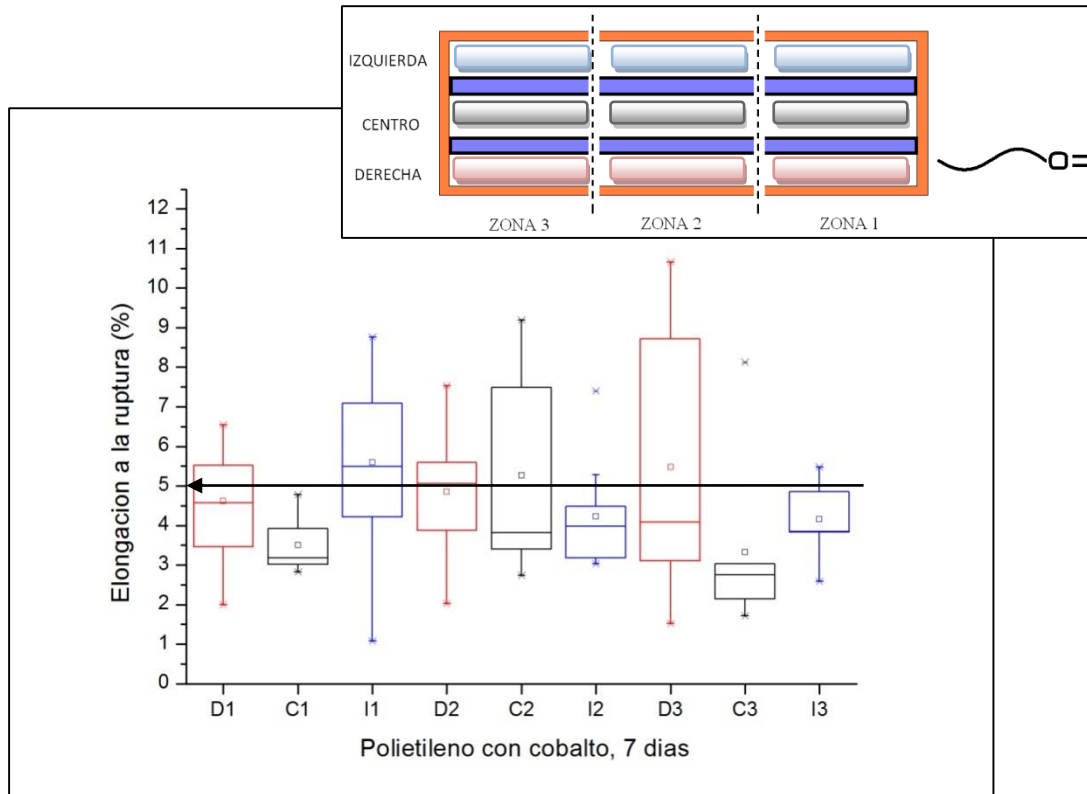 IZQUIERDA
CENTRO
DERECHA
ZONA 3 ZONA 2 ZONA 1
Elongacion a la ruptura (%)
12
11
10
9
8
7
6
5
4
3
2
1
0
D1 C1 I1 D2 C2 I2 D3 C3 I3
Polietileno con cobalto, 7 dias